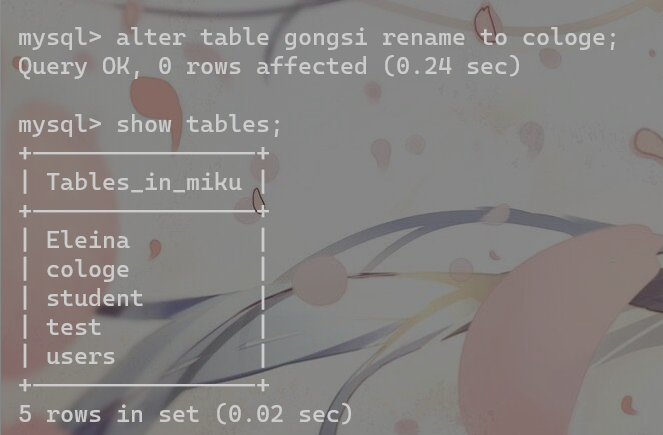 mysql> alter table gongsi rename to cologe;
Query OK, 0 rows affected (0.24 sec)
mysql> show tables;
+----------------+
| Tables_in_miku |
+----------------+
| Eleina         |
| cologe         |
| student        |
| test           |
| users          |
+----------------+
5 rows in set (0.02 sec)